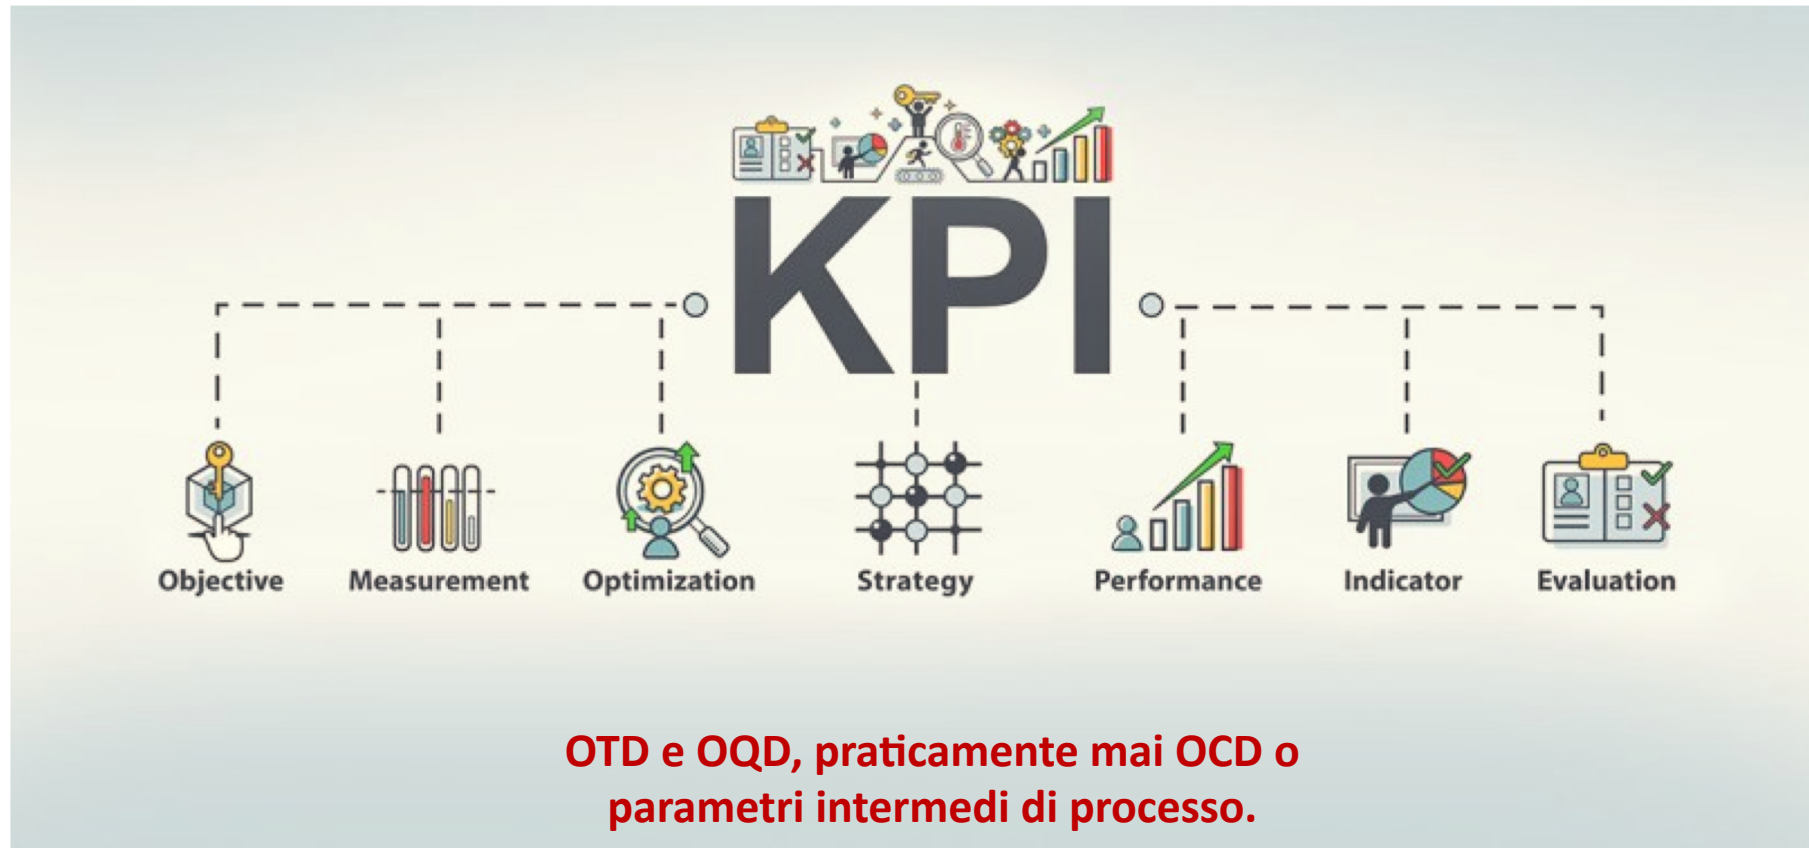 KPI
Objective
Measurement
Optimization
Strategy
Performance
Indicator
Evaluation
OTD e OQD, praticamente mai OCD o
parametri intermedi di processo.